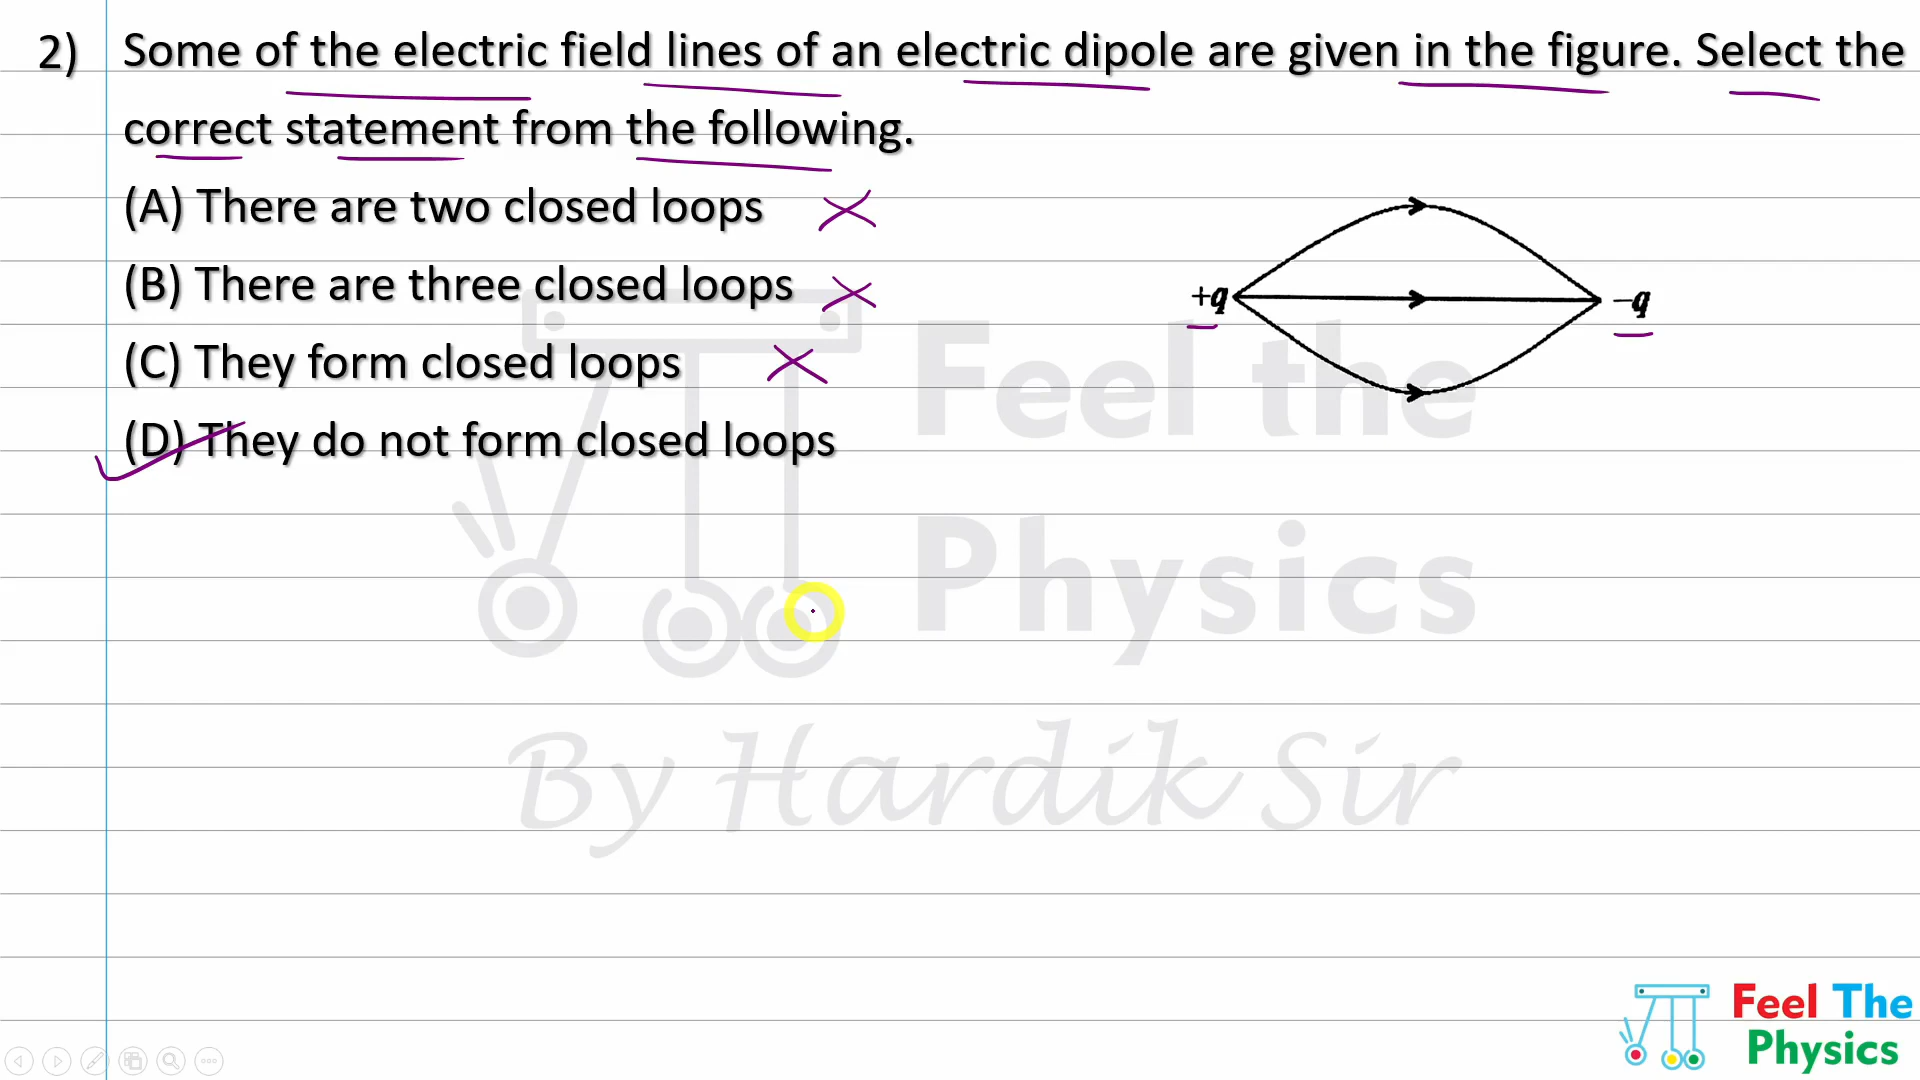 2) Some of the electric field lines of an electric dipole are given in the figure. Select the
correct statement from the following.
(A) There are two closed loops
(B) There are three closed loops
(C) They form closed loops
(D) They do not form closed loops
+q
−q
Feel the
Physics
By Hardik Sir
Feel The
Physics